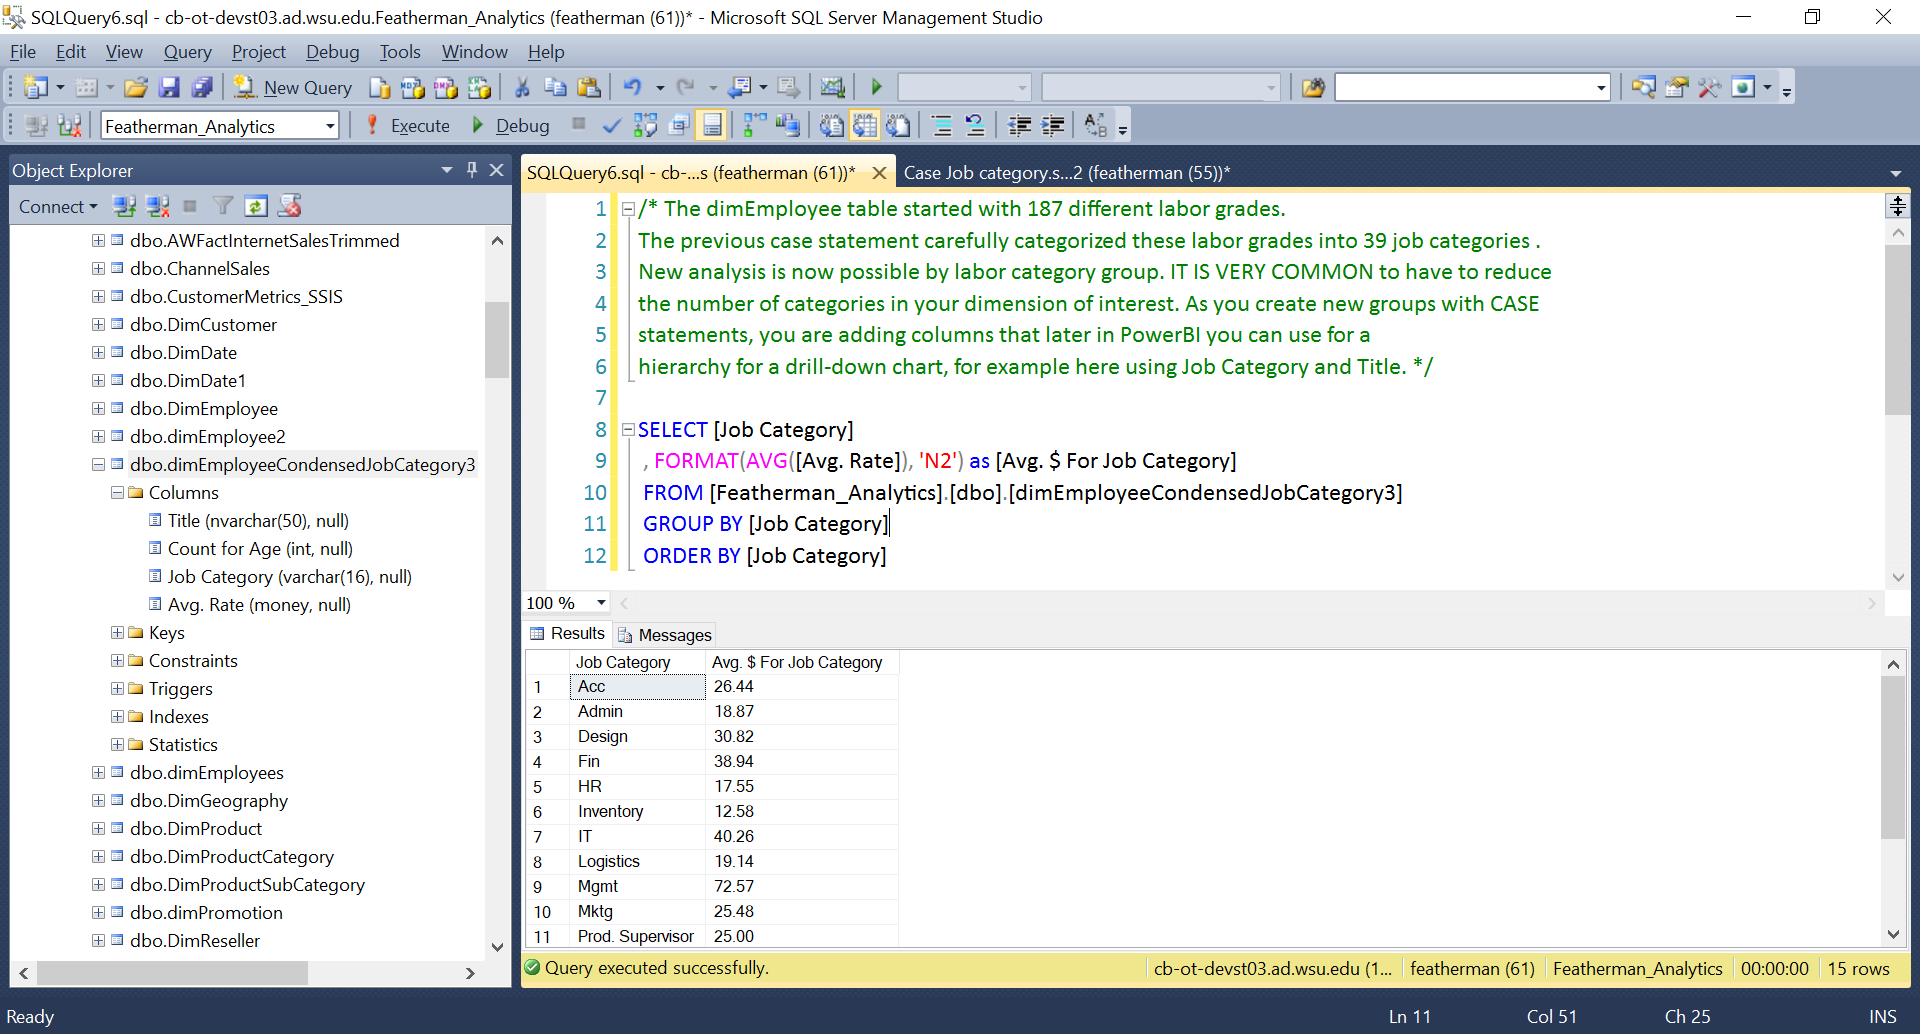 SQLQuery6.sql - cb-ot-devst03.ad.wsu.edu.Featherman_Analytics (featherman (61))* - Microsoft SQL Server Management Studio
File Edit View Query Project Debug Tools Window Help
New Query
Featherman_Analytics Execute Debug
Object Explorer
Connect
dbo.AWFactInternetSalesTrimmed
dbo.ChannelSales
dbo.CustomerMetrics_SSIS
dbo.DimCustomer
dbo.DimDate
dbo.DimDate1
dbo.DimEmployee
dbo.dimEmployee2
dbo.dimEmployeeCondensedJobCategory3
Columns
Title (nvarchar(50), null)
Count for Age (int, null)
Job Category (varchar(16), null)
Avg. Rate (money, null)
Keys
Constraints
Triggers
Indexes
Statistics
dbo.dimEmployees
dbo.DimGeography
dbo.DimProduct
dbo.DimProductCategory
dbo.DimProductSubCategory
dbo.dimPromotion
dbo.DimReseller
SQLQuery6.sql - cb-...s (featherman (61))* Case Job category.s...2 (featherman (55))*
1 /* The dimEmployee table started with 187 different labor grades.
2 The previous case statement carefully categorized these labor grades into 39 job categories .
3 New analysis is now possible by labor category group. IT IS VERY COMMON to have to reduce
4 the number of categories in your dimension of interest. As you create new groups with CASE
5 statements, you are adding columns that later in PowerBI you can use for a
6 hierarchy for a drill-down chart, for example here using Job Category and Title. */
7
8 SELECT [Job Category]
9 , FORMAT(AVG([Avg. Rate]), 'N2') as [Avg. $ For Job Category]
10 FROM [Featherman_Analytics].[dbo].[dimEmployeeCondensedJobCategory3]
11 GROUP BY [Job Category]
12 ORDER BY [Job Category]
100 %
Results Messages
Job Category Avg. $ For Job Category
1 Acc 26.44
2 Admin 18.87
3 Design 30.82
4 Fin 38.94
5 HR 17.55
6 Inventory 12.58
7 IT 40.26
8 Logistics 19.14
9 Mgmt 72.57
10 Mktg 25.48
11 Prod. Supervisor 25.00
Query executed successfully. cb-ot-devst03.ad.wsu.edu (1... featherman (61) Featherman_Analytics 00:00:00 15 rows
Ready Ln 11 Col 51 Ch 25 INS